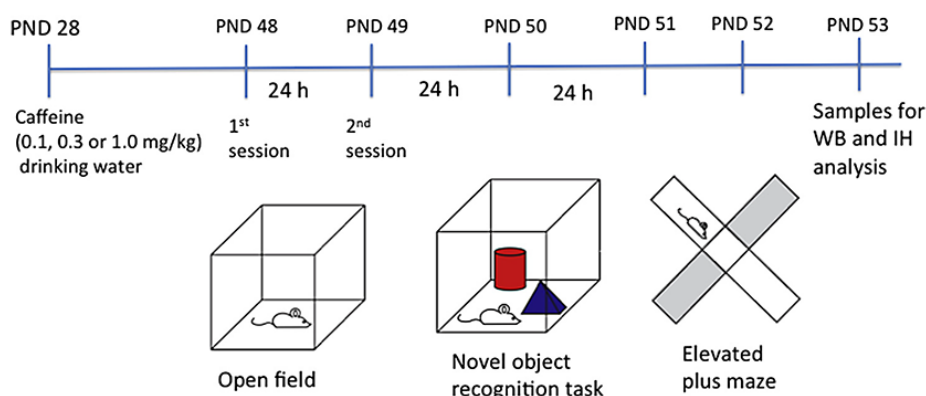 PND 28
PND 48
PND 49
PND 50
PND 51
PND 52
PND 53
24 h
24 h
24 h
Caffeine
(0.1, 0.3 or 1.0 mg/kg)
drinking water
1st
session
2nd
session
Samples for
WB and IH
analysis
Open field
Novel object
recognition task
Elevated
plus maze